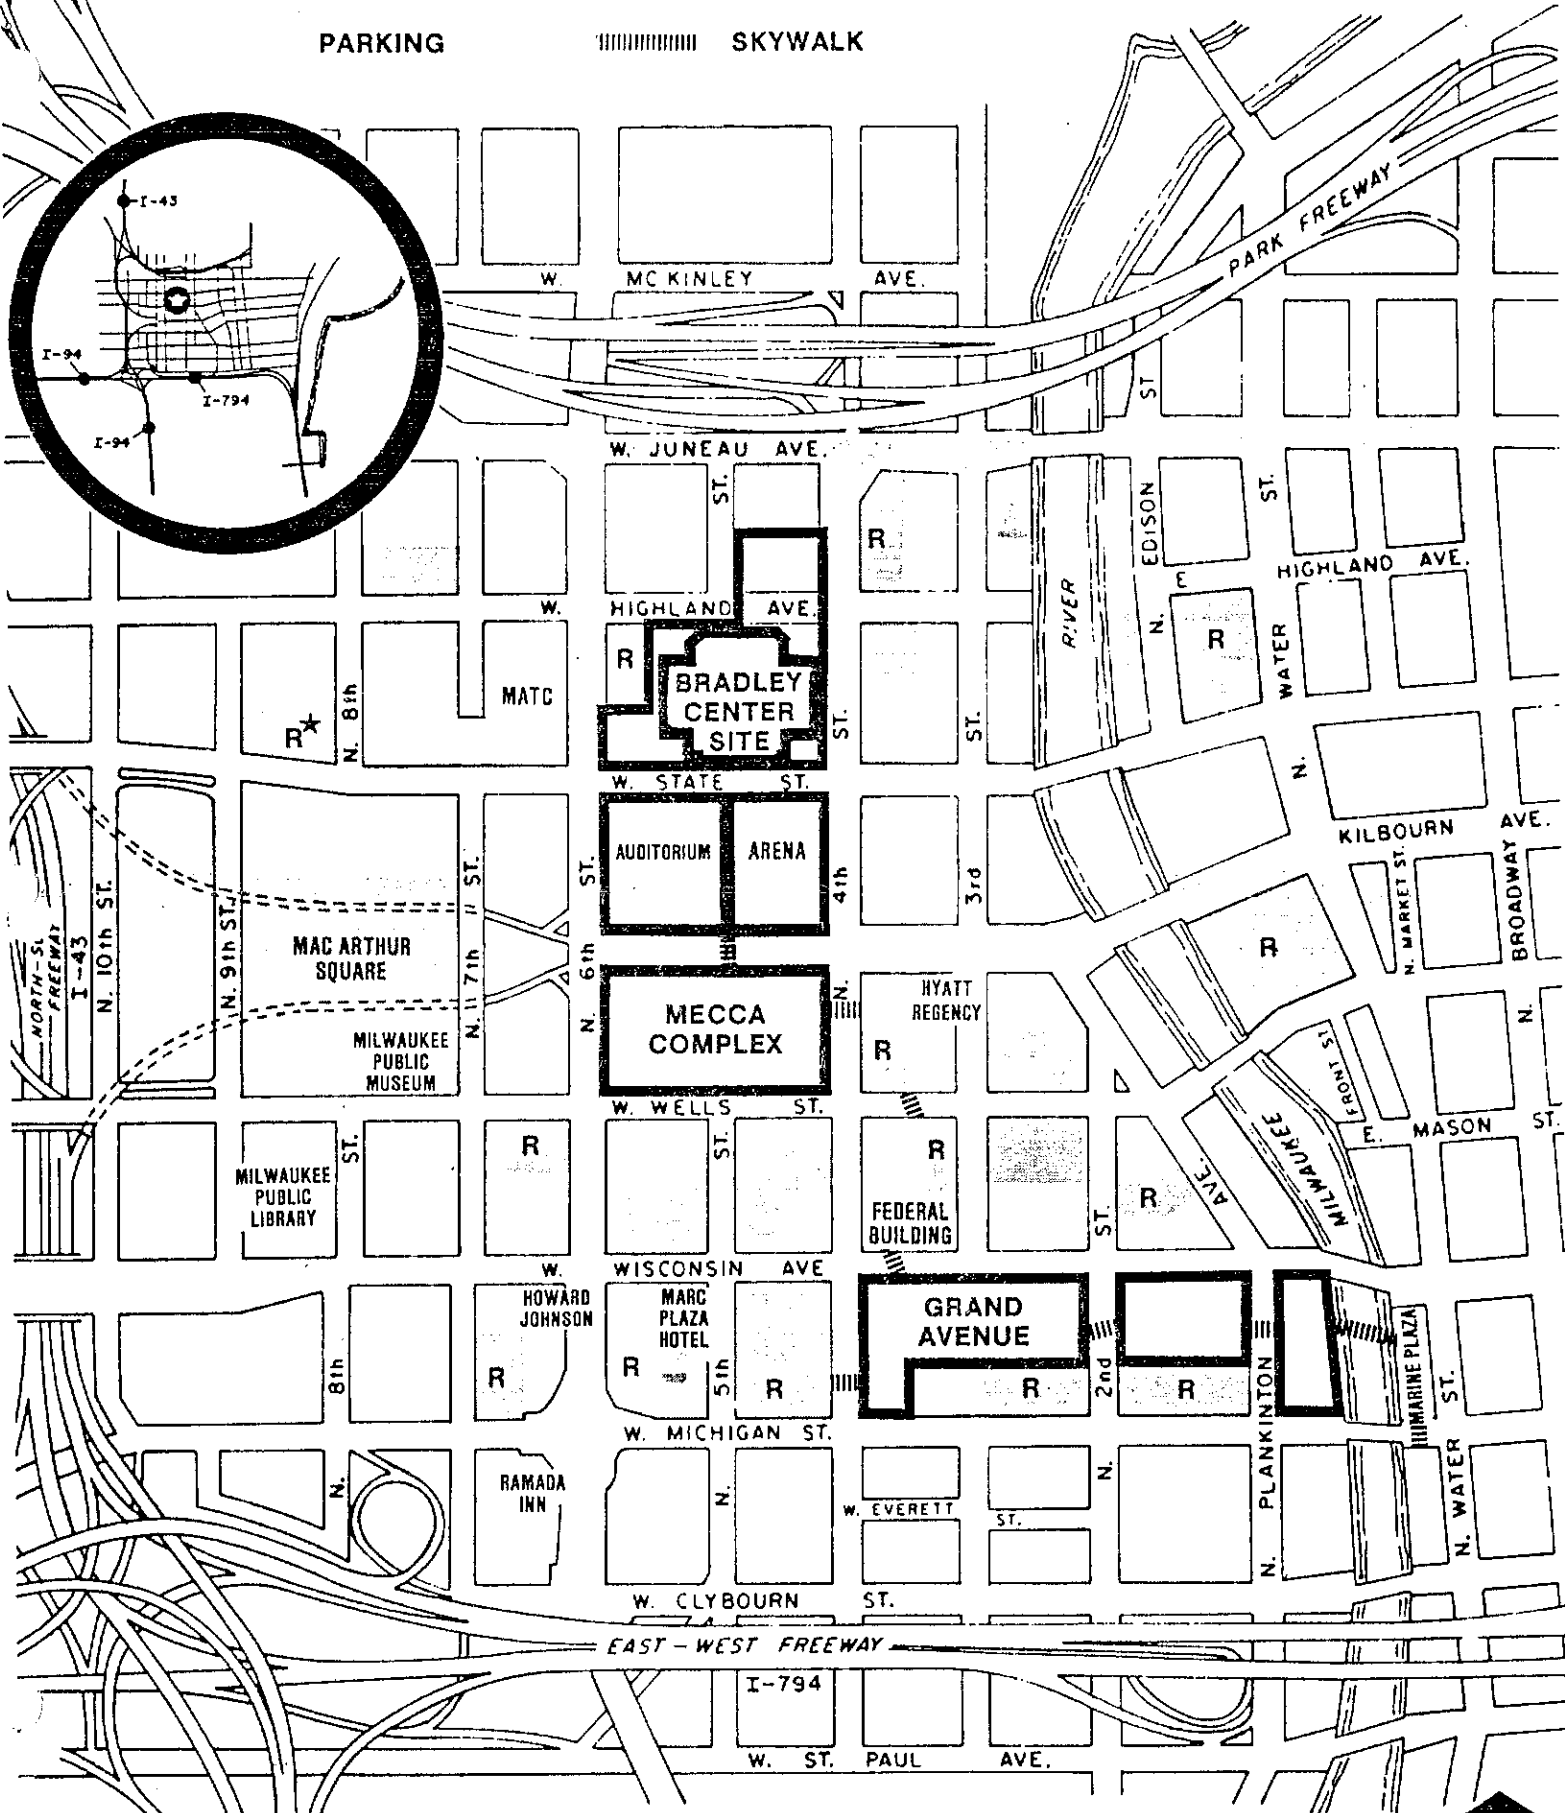 PARKING
SKYWALK
I-43
I-94
I-794
I-94
W. MCKINLEY AVE.
PARK FREEWAY
W. JUNEAU AVE.
ST.
ST
R
EDISON
ST.
E
HIGHLAND AVE.
W. HIGHLAND AVE.
RIVER
N.
R
WATER
R
MATC
N. 8th
R★
BRADLEY
CENTER
SITE
ST.
ST.
N.
W. STATE ST.
KILBOURN AVE.
AUDITORIUM
ARENA
ST.
ST.
4th
3rd
N. MARKET ST.
BROADWAY
NORTH-SO.
FREEWAY
I-43
N. 10th ST.
N. 9th ST.
MAC ARTHUR
SQUARE
N. 7th
N. 6th
R
N.
HYATT
REGENCY
N.
MECCA
COMPLEX
R
MILWAUKEE
PUBLIC
MUSEUM
FRONT ST
W. WELLS ST.
E. MASON ST.
MILWAUKEE
ST.
R
ST.
R
MILWAUKEE
PUBLIC
LIBRARY
R
AVE.
FEDERAL
BUILDING
ST.
W. WISCONSIN AVE
HOWARD
JOHNSON
MARC
PLAZA
HOTEL
GRAND
AVENUE
MARINE PLAZA
R
R
R
R
R
8th
5th
2nd
PLANKINTON
ST.
W. MICHIGAN ST.
RAMADA
INN
N.
N.
N.
W. EVERETT ST.
N.
N. WATER
W. CLYBOURN ST.
EAST-WEST FREEWAY
I-794
W. ST. PAUL AVE.